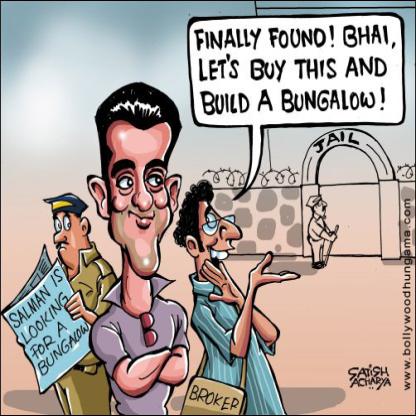 FINALLY FOUND! BHAI,
LET'S BUY THIS AND
BUILD A BUNGALOW!
JAIL
SALMAN IS
LOOKING
FOR A
BUNGALOW
BROKER
SATISH
ACHARYA
www.bollywoodhungama.com